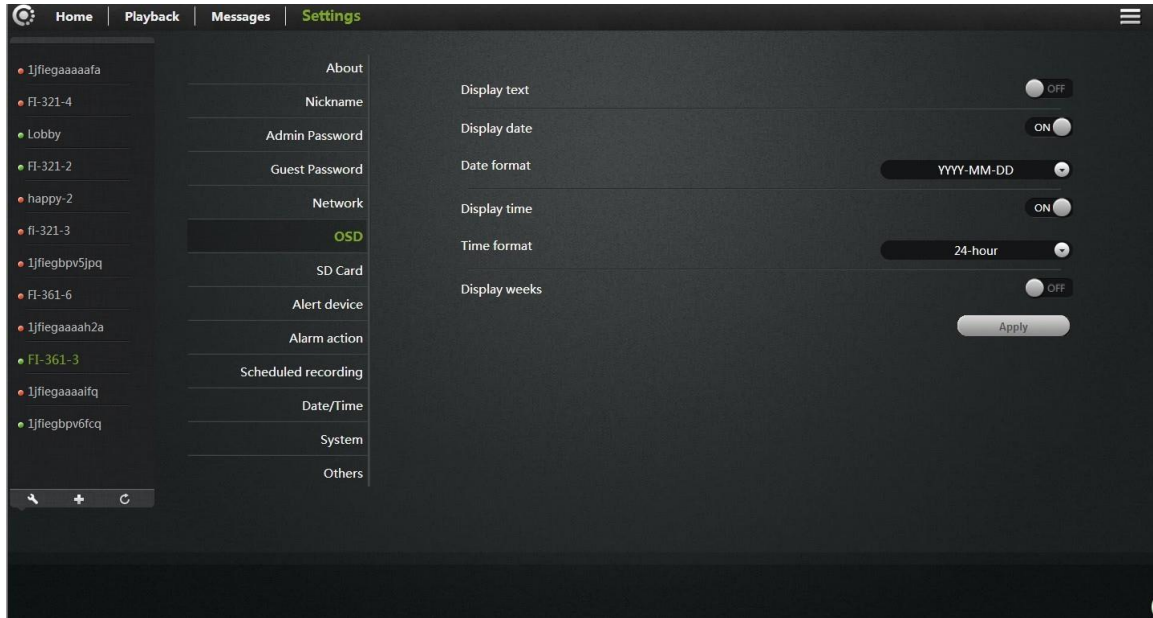 Home Playback Messages Settings
1jfiegaaaaafa
FI-321-4
Lobby
FI-321-2
happy-2
fi-321-3
1jfiegbpv5jpq
FI-361-6
1jfiegaaaah2a
FI-361-3
1jfiegaaaaifq
1jfiegbpv6fcq
About
Nickname
Admin Password
Guest Password
Network
OSD
SD Card
Alert device
Alarm action
Scheduled recording
Date/Time
System
Others
Display text OFF
Display date ON
Date format YYYY-MM-DD
Display time ON
Time format 24-hour
Display weeks OFF
Apply